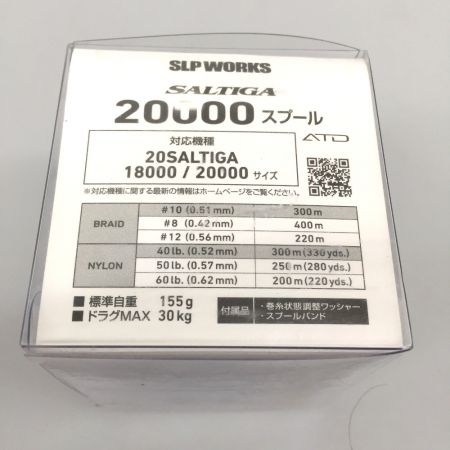 SLP WORKS
SALTIGA
20000 スプール
ATD
対応機種
20SALTIGA
18000 / 20000 サイズ
※対応機種に関する最新の情報はホームページをご覧ください。
BRAID #10 (0.51mm) 300m
#8 (0.42mm) 400m
#12 (0.56mm) 220m
NYLON 40lb. (0.52mm) 300m(330yds.)
50lb. (0.57mm) 250m(280yds.)
60lb. (0.62mm) 200m(220yds.)
■標準自重 155g
■ドラグMAX 30kg
付属品
・巻糸状態調整ワッシャー
・スプールバンド